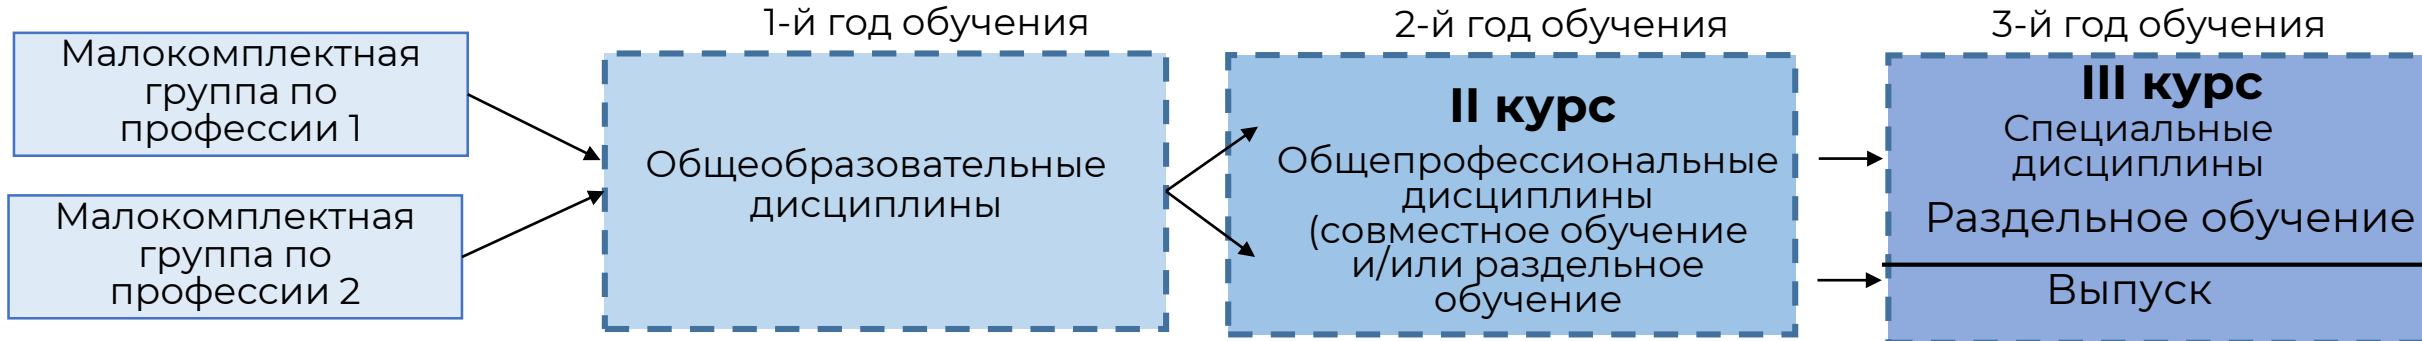 Малокомплектная
группа по
профессии 1
Малокомплектная
группа по
профессии 2
1-й год обучения
Общеобразовательные
дисциплины
2-й год обучения
II курс
Общепрофессиональные
дисциплины
(совместное обучение
и/или раздельное
обучение
3-й год обучения
III курс
Специальные
дисциплины
Раздельное обучение
Выпуск